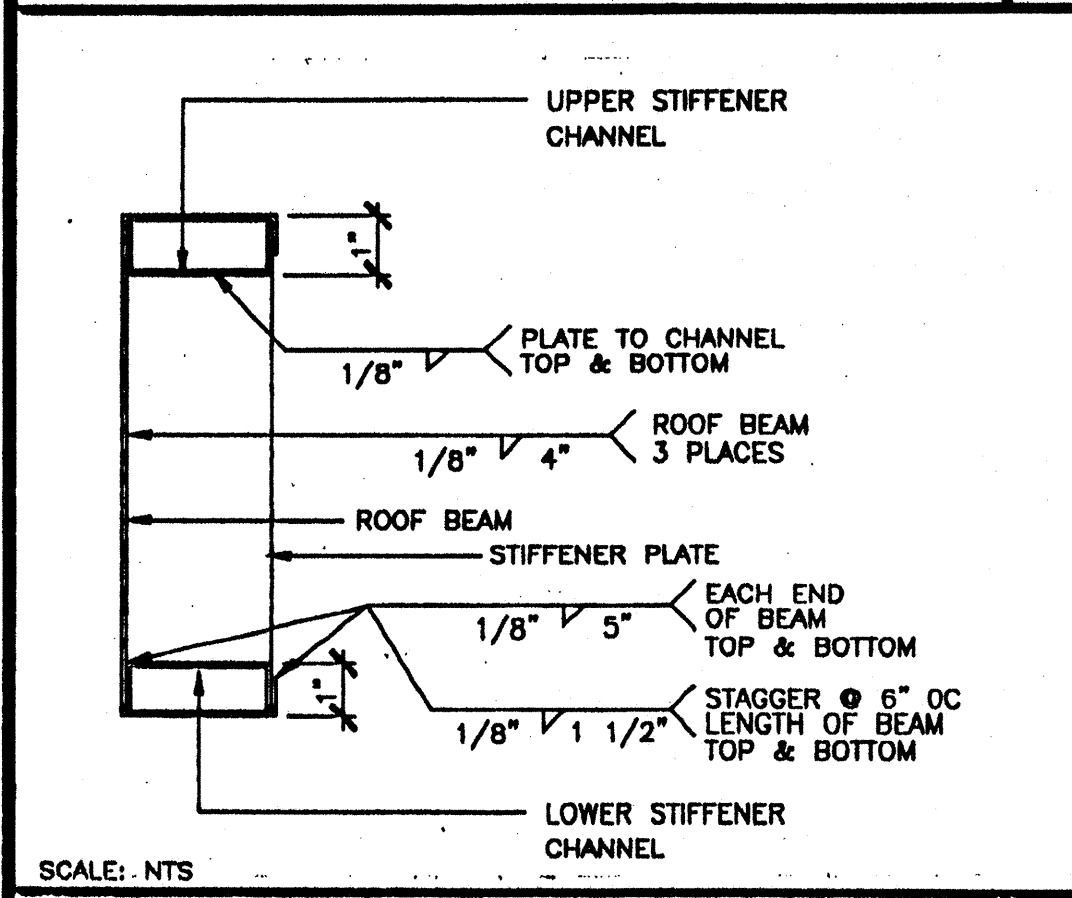 UPPER STIFFENER
CHANNEL
1"
PLATE TO CHANNEL
TOP & BOTTOM
1/8"
ROOF BEAM
3 PLACES
1/8" 4"
ROOF BEAM
STIFFENER PLATE
EACH END
OF BEAM
TOP & BOTTOM
1/8" 5"
1"
STAGGER @ 6" OC
LENGTH OF BEAM
TOP & BOTTOM
1/8" 1 1/2"
LOWER STIFFENER
CHANNEL
SCALE: NTS